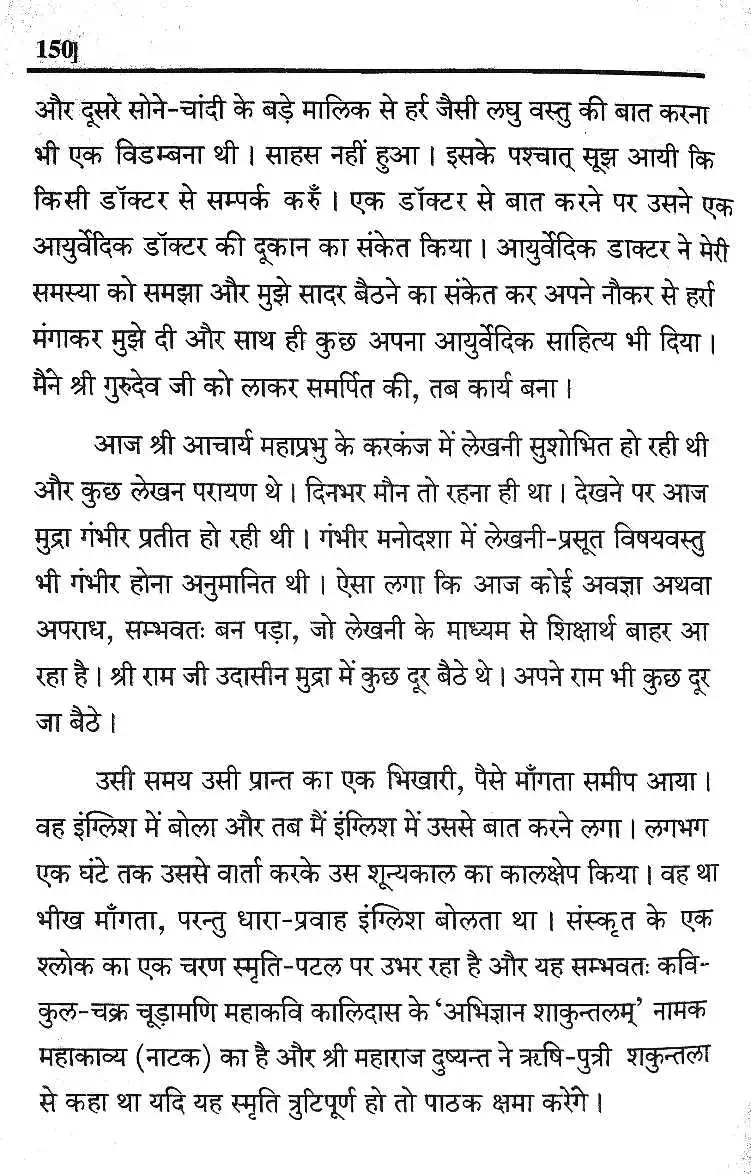 150]
और दूसरे सोने-चांदी के बड़े मालिक से हर्र जैसी लघु वस्तु की बात करना
भी एक विडम्बना थी । साहस नहीं हुआ । इसके पश्चात् सूझ आयी कि
किसी डॉक्टर से सम्पर्क करुँ । एक डॉक्टर से बात करने पर उसने एक
आयुर्वेदिक डॉक्टर की दूकान का संकेत किया । आयुर्वेदिक डाक्टर ने मेरी
समस्या को समझा और मुझे सादर बैठने का संकेत कर अपने नौकर से हर्रा
मंगाकर मुझे दी और साथ ही कुछ अपना आयुर्वेदिक साहित्य भी दिया ।
मैंने श्री गुरुदेव जी को लाकर समर्पित की, तब कार्य बना ।
आज श्री आचार्य महाप्रभु के करकंज में लेखनी सुशोभित हो रही थी
और कुछ लेखन परायण थे । दिनभर मौन तो रहना ही था । देखने पर आज
मुद्रा गंभीर प्रतीत हो रही थी । गंभीर मनोदशा में लेखनी-प्रसूत विषयवस्तु
भी गंभीर होना अनुमानित थी । ऐसा लगा कि आज कोई अवज्ञा अथवा
अपराध, सम्भवतः बन पड़ा, जो लेखनी के माध्यम से शिक्षार्थ बाहर आ
रहा है । श्री राम जी उदासीन मुद्रा में कुछ दूर बैठे थे । अपने राम भी कुछ दूर
जा बैठे ।
उसी समय उसी प्रान्त का एक भिखारी, पैसे माँगता समीप आया ।
वह इंग्लिश में बोला और तब मैं इंग्लिश में उससे बात करने लगा । लगभग
एक घंटे तक उससे वार्ता करके उस शून्यकाल का कालक्षेप किया । वह था
भीख माँगता, परन्तु धारा-प्रवाह इंग्लिश बोलता था । संस्कृत के एक
श्लोक का एक चरण स्मृति-पटल पर उभर रहा है और यह सम्भवतः कवि-
कुल-चक्र चूड़ामणि महाकवि कालिदास के ‘अभिज्ञान शाकुन्तलम्’ नामक
महाकाव्य (नाटक) का है और श्री महाराज दुष्यन्त ने ऋषि-पुत्री शकुन्तला
से कहा था यदि यह स्मृति त्रुटिपूर्ण हो तो पाठक क्षमा करेंगे ।